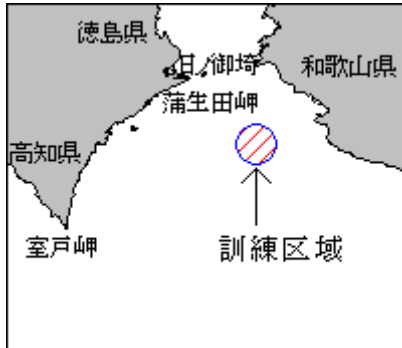 徳島県
日ノ御埼
和歌山県
蒲生田岬
高知県
室戸岬
訓練区域